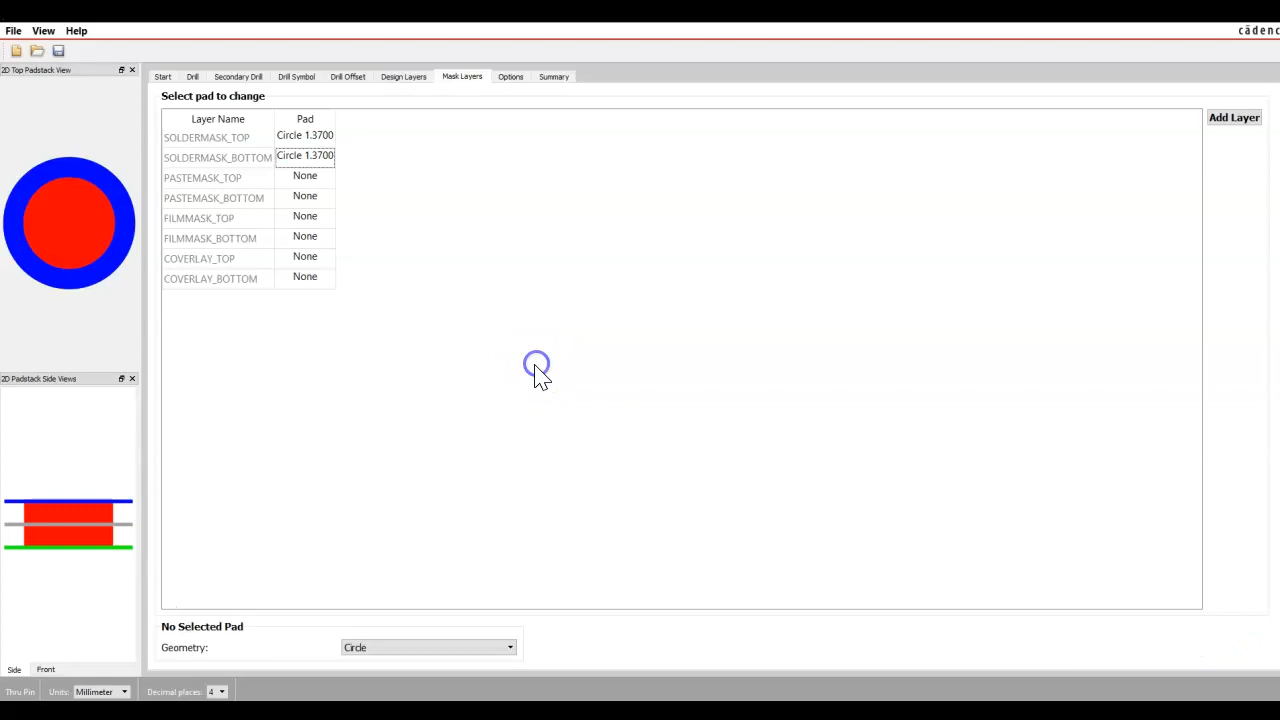 File View Help
cādenc
2D Top Padstack View
Start Drill Secondary Drill Drill Symbol Drill Offset Design Layers Mask Layers Options Summary
Select pad to change
Layer Name Pad
SOLDERMASK_TOP Circle 1.3700
SOLDERMASK_BOTTOM Circle 1.3700
PASTEMASK_TOP None
PASTEMASK_BOTTOM None
FILMMASK_TOP None
FILMMASK_BOTTOM None
COVERLAY_TOP None
COVERLAY_BOTTOM None
Add Layer
2D Padstack Side Views
Side Front
No Selected Pad
Geometry: Circle
Thru Pin Units: Millimeter Decimal places: 4